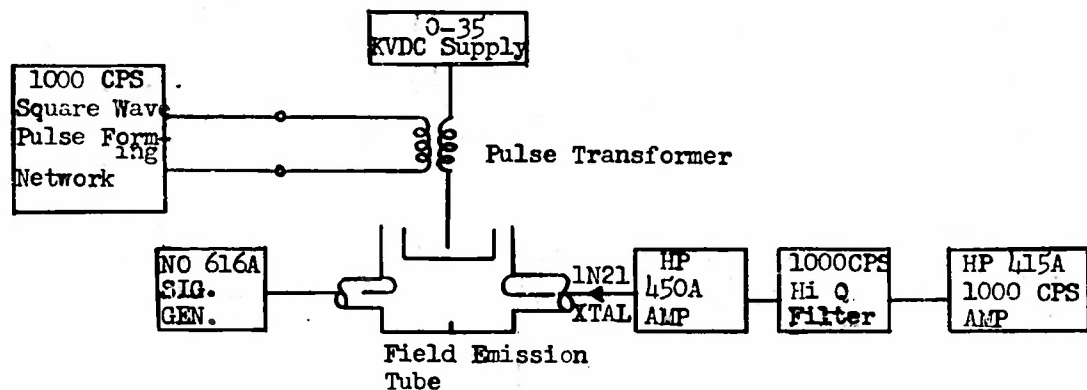 0-35
KVDC Supply
1000 CPS
Square Wave
Pulse Form-
ing
Network
Pulse Transformer
NO 616A
SIG.
GEN.
1N21
XTAL
HP
450A
AMP
1000CPS
Hi Q
Filter
HP 415A
1000 CPS
AMP
Field Emission
Tube